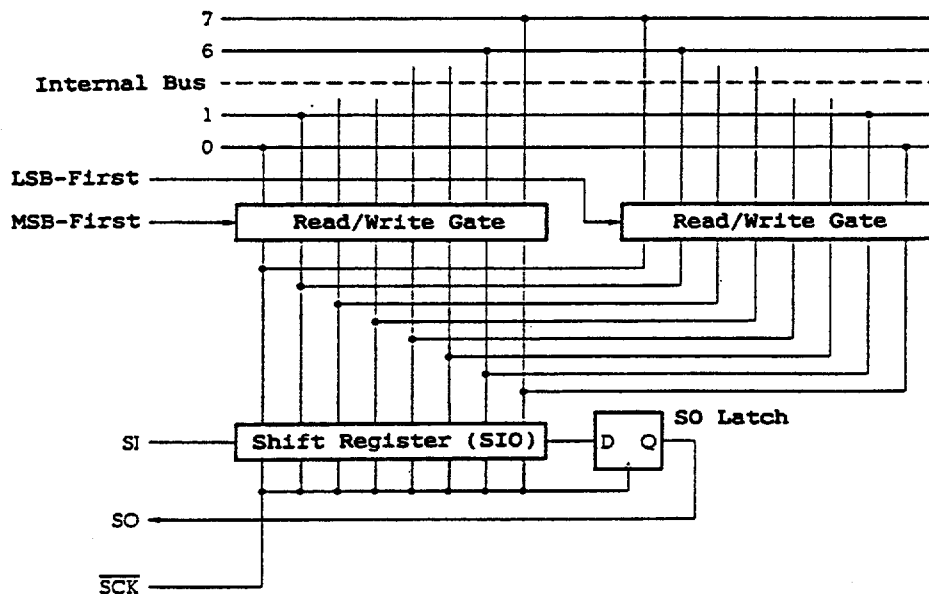 7
6
Internal Bus
1
0
LSB-First
MSB-First
Read/Write Gate
Read/Write Gate
SO Latch
SI
Shift Register (SIO)
D Q
SO
S̅C̅K̅